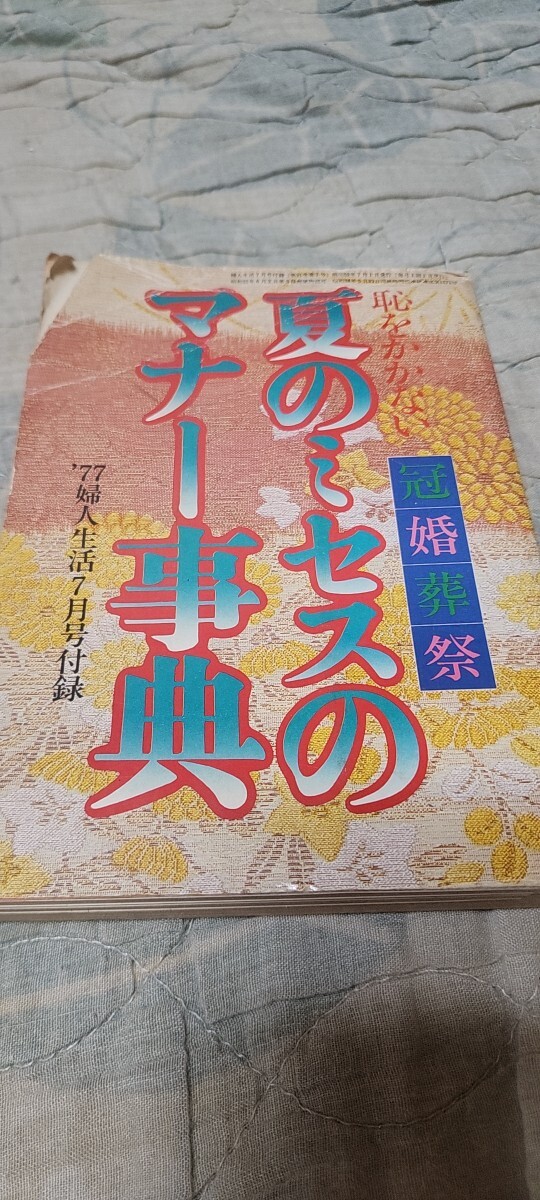 恥をかかない
冠婚葬祭
夏のミセスの
マナー事典
'77婦人生活7月号付録